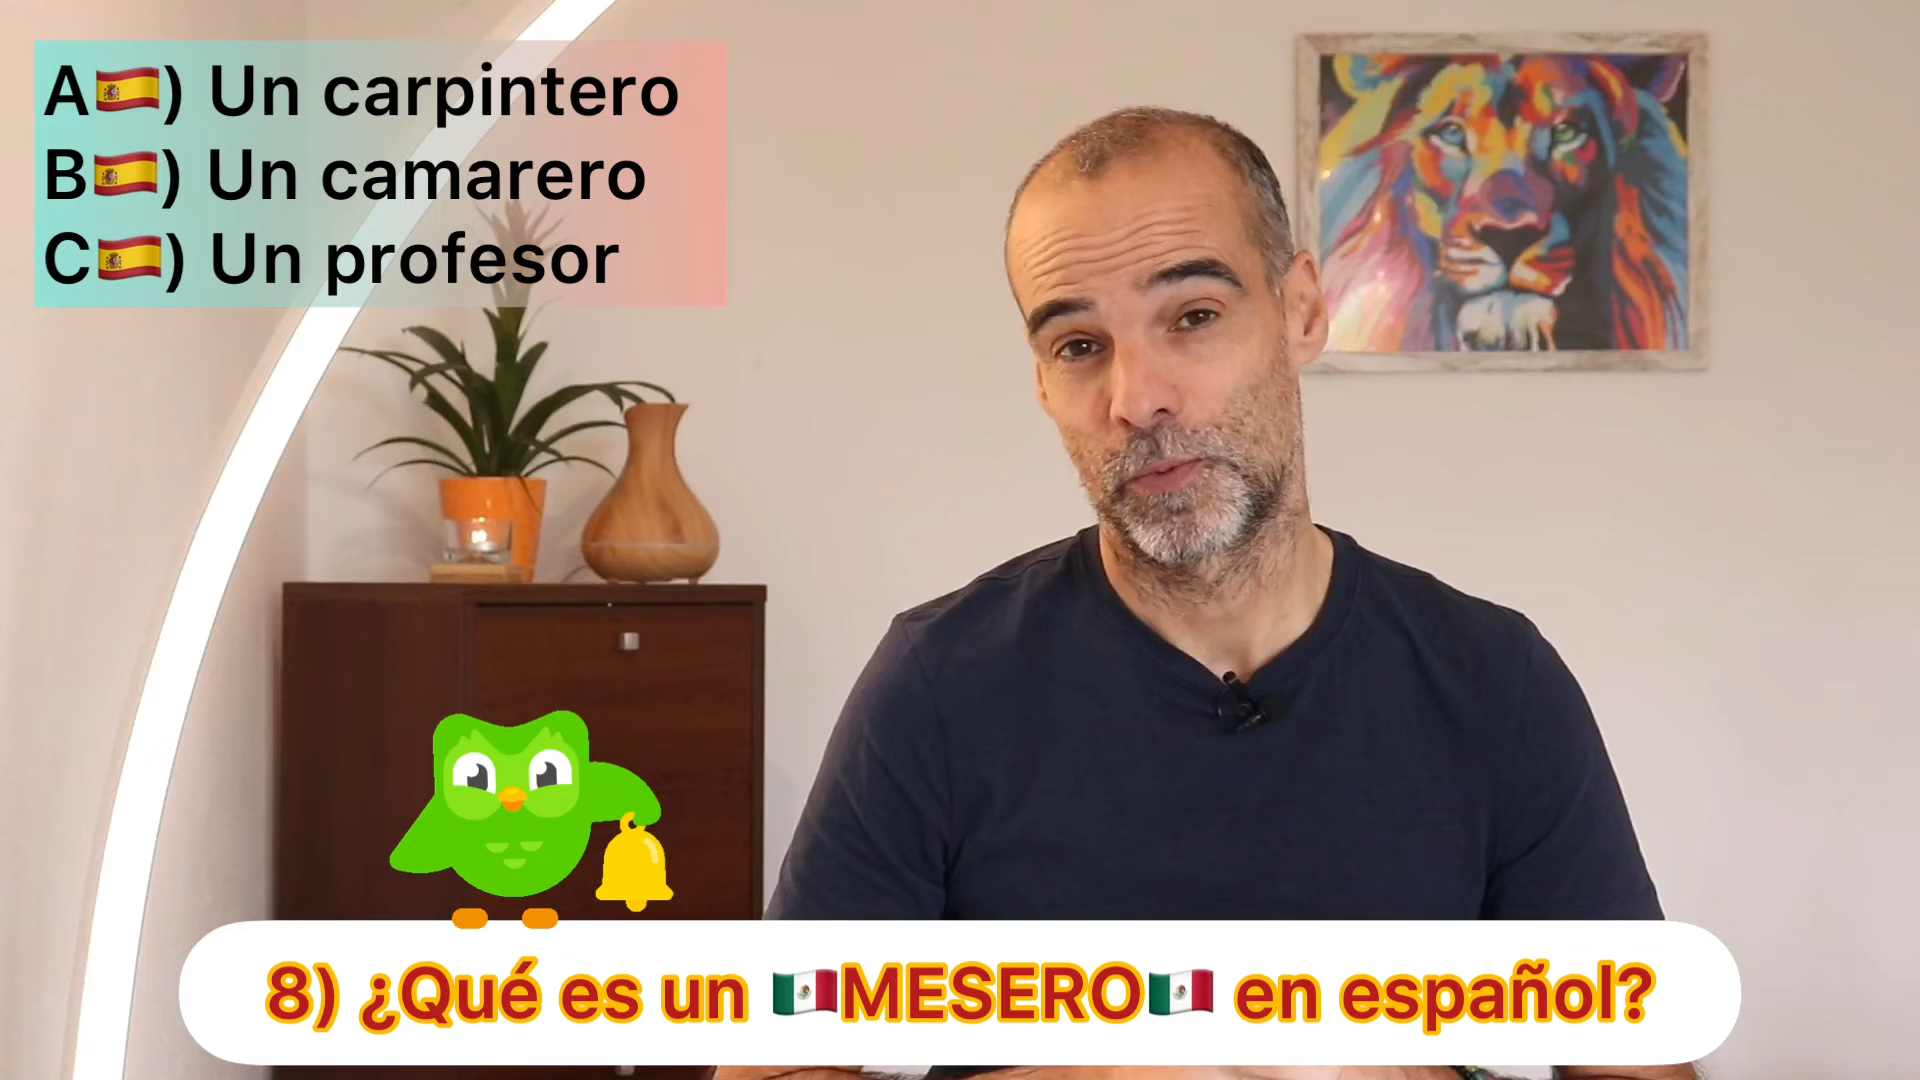 A🇪🇸) Un carpintero
B🇪🇸) Un camarero
C🇪🇸) Un profesor
8) ¿Qué es un 🇲🇽MESERO🇲🇽 en español?